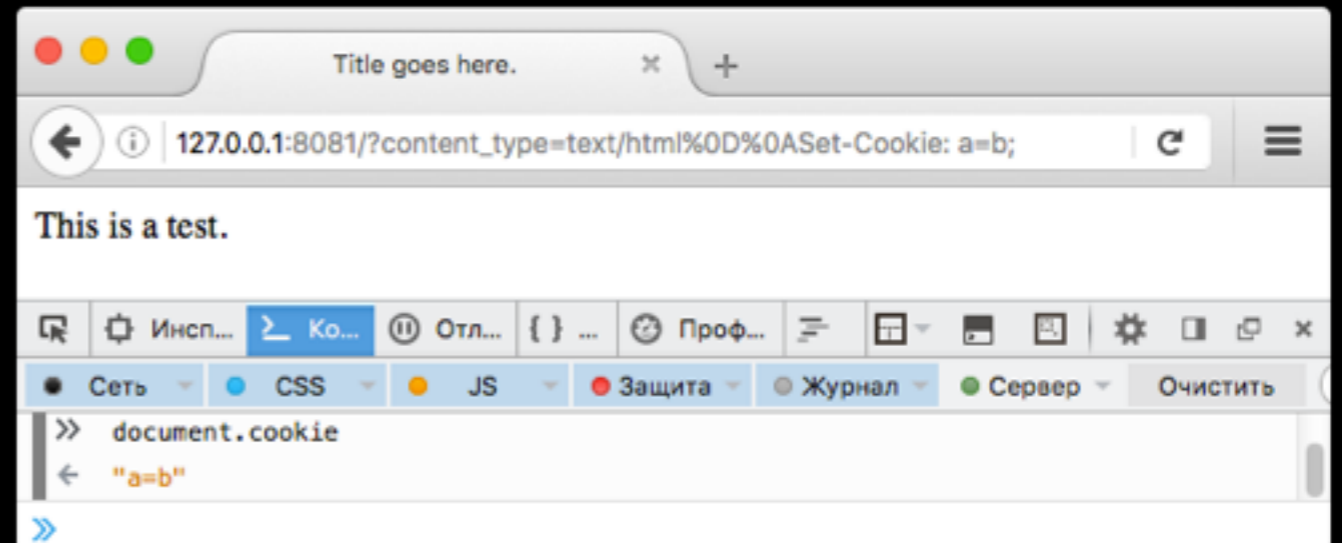 Title goes here.
127.0.0.1:8081/?content_type=text/html%0D%0ASet-Cookie: a=b;
This is a test.
Инсп... Ко... Отл... { } ... Проф...
Сеть CSS JS Защита Журнал Сервер Очистить
» document.cookie
← "a=b"
»